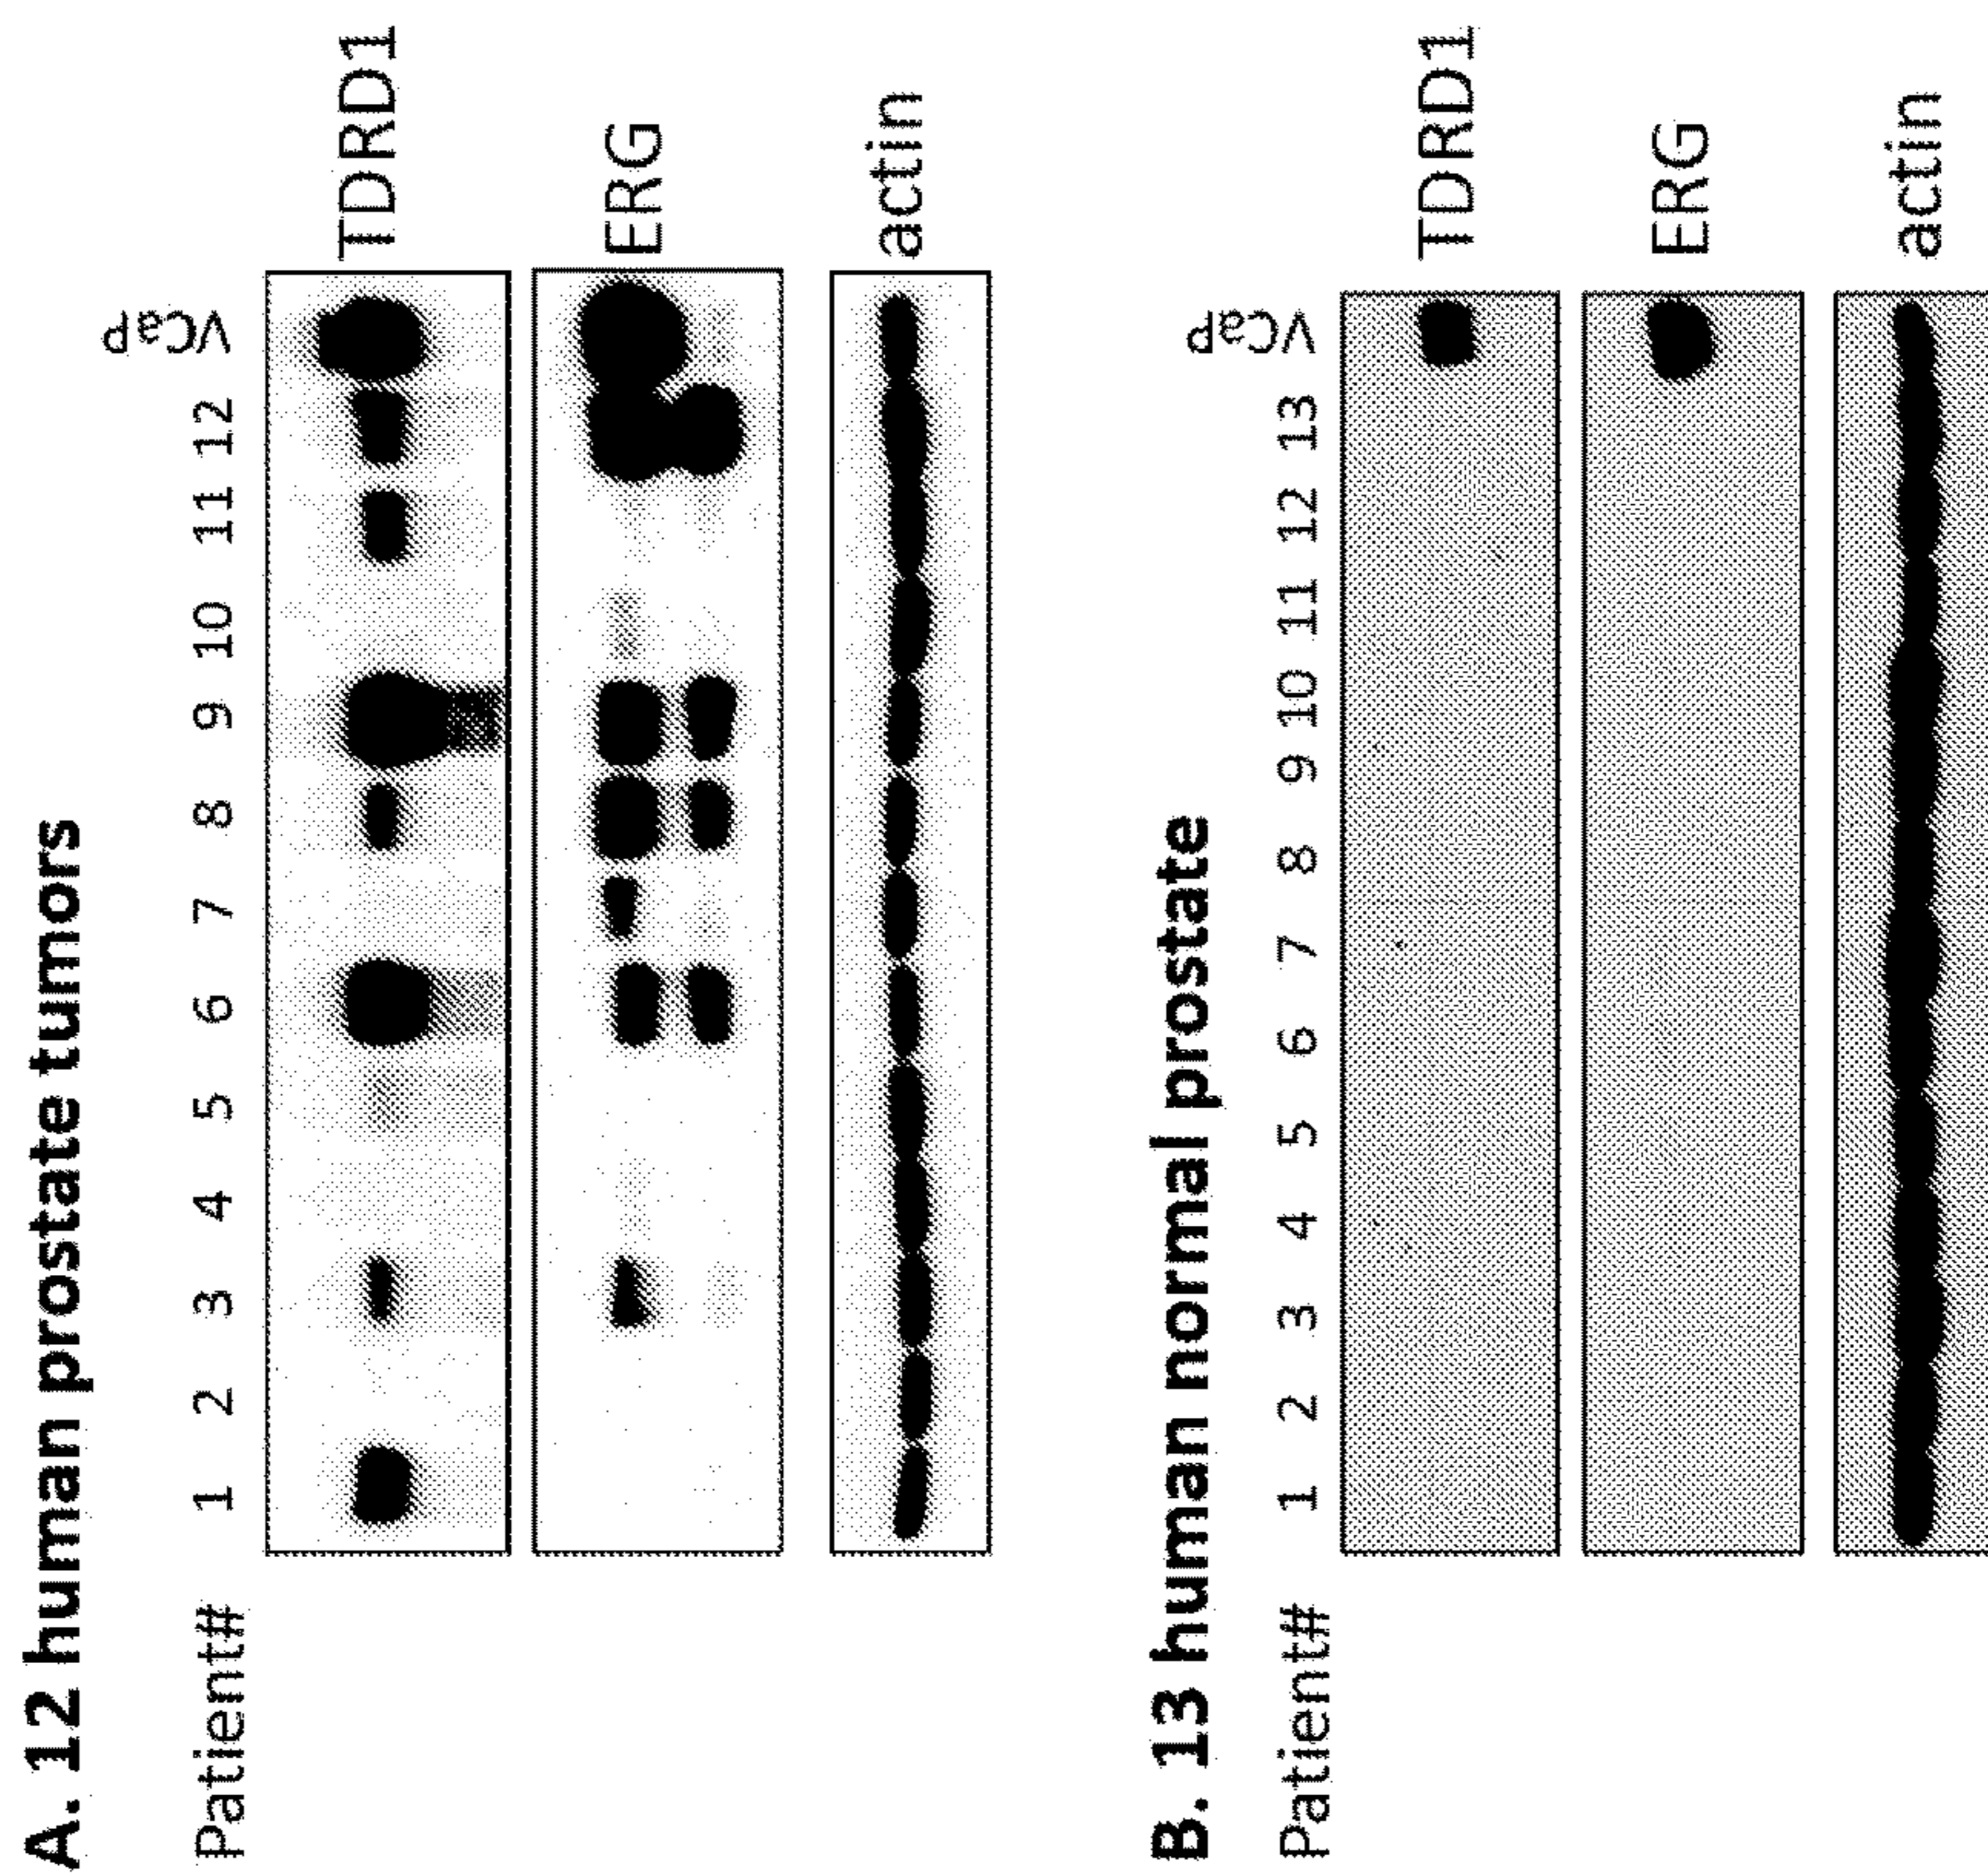 A. 12 human prostate tumors
Patient# 1 2 3 4 5 6 7 8 9 10 11 12 VCaP
TDRD1
ERG
actin
B. 13 human normal prostate
Patient# 1 2 3 4 5 6 7 8 9 10 11 12 13 VCaP
TDRD1
ERG
actin